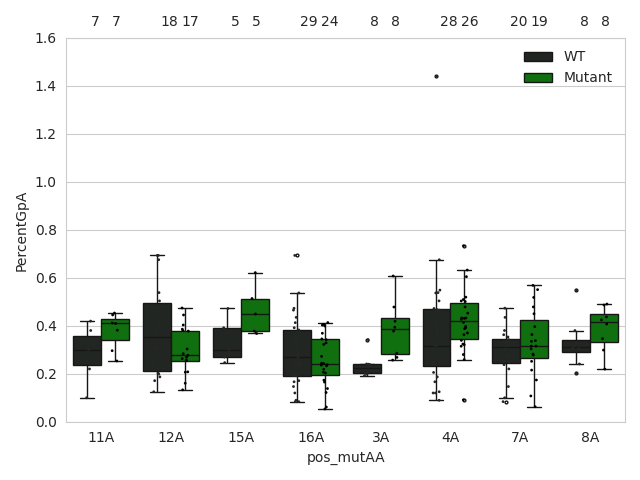 7 7 18 17 5 5 29 24 8 8 28 26 20 19 8 8
1.6
1.4
1.2
1.0
0.8
0.6
0.4
0.2
0.0
PercentGpA
WT
Mutant
11A 12A 15A 16A 3A 4A 7A 8A
pos_mutAA